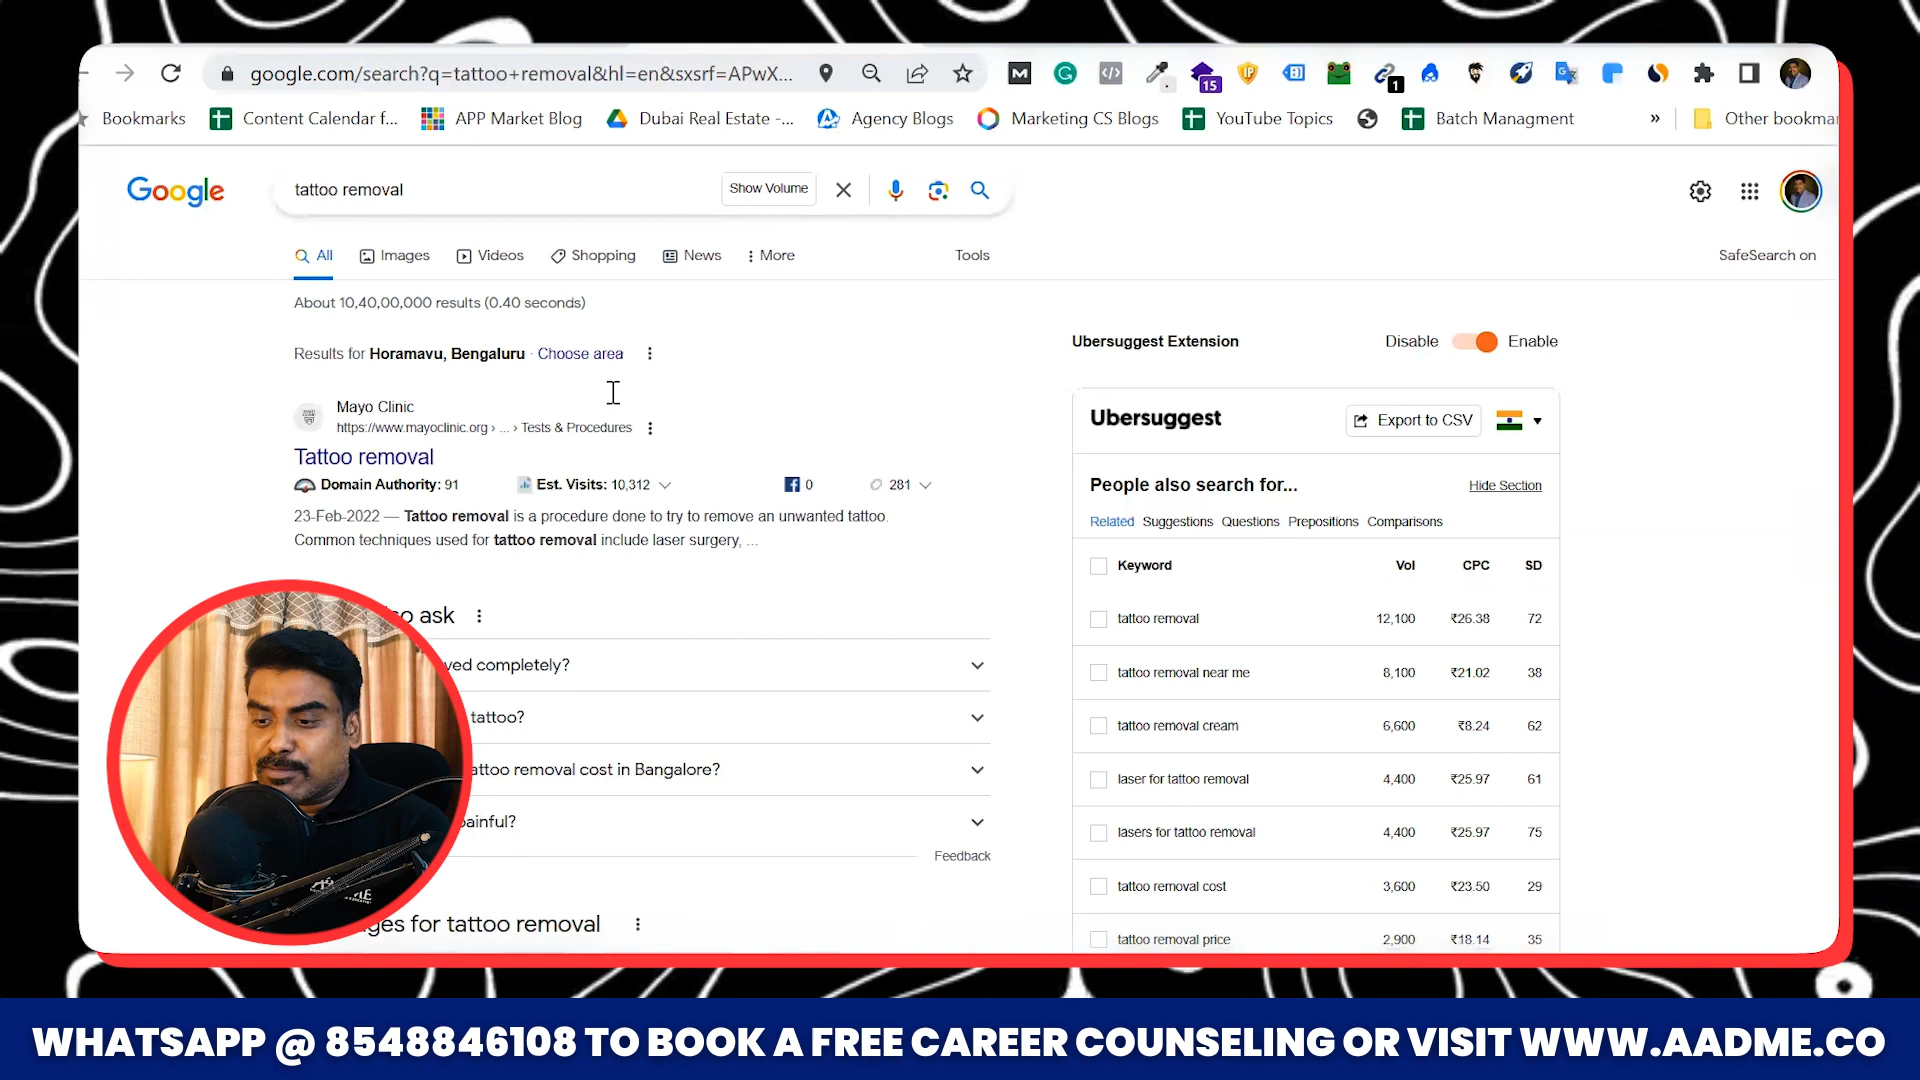 google.com/search?q=tattoo+removal&hl=en&sxsrf=APwX...
15
1
Bookmarks
Content Calendar f...
APP Market Blog
Dubai Real Estate -...
Agency Blogs
Marketing CS Blogs
YouTube Topics
Batch Managment
»
Other bookmar
Google
tattoo removal
Show Volume
All
Images
Videos
Shopping
News
More
Tools
SafeSearch on
About 10,40,00,000 results (0.40 seconds)
Results for Horamavu, Bengaluru · Choose area
Mayo Clinic
https://www.mayoclinic.org › ... › Tests & Procedures
Tattoo removal
Domain Authority: 91
Est. Visits: 10,312
0
281
23-Feb-2022 — Tattoo removal is a procedure done to try to remove an unwanted tattoo.
Common techniques used for tattoo removal include laser surgery, ...
so ask
ved completely?
tattoo?
attoo removal cost in Bangalore?
painful?
Feedback
ges for tattoo removal
Ubersuggest Extension
Disable
Enable
Ubersuggest
Export to CSV
People also search for...
Hide Section
Related Suggestions Questions Prepositions Comparisons
Keyword Vol CPC SD
tattoo removal 12,100 ₹26.38 72
tattoo removal near me 8,100 ₹21.02 38
tattoo removal cream 6,600 ₹8.24 62
laser for tattoo removal 4,400 ₹25.97 61
lasers for tattoo removal 4,400 ₹25.97 75
tattoo removal cost 3,600 ₹23.50 29
tattoo removal price 2,900 ₹18.14 35
WHATSAPP @ 8548846108 TO BOOK A FREE CAREER COUNSELING OR VISIT WWW.AADME.CO